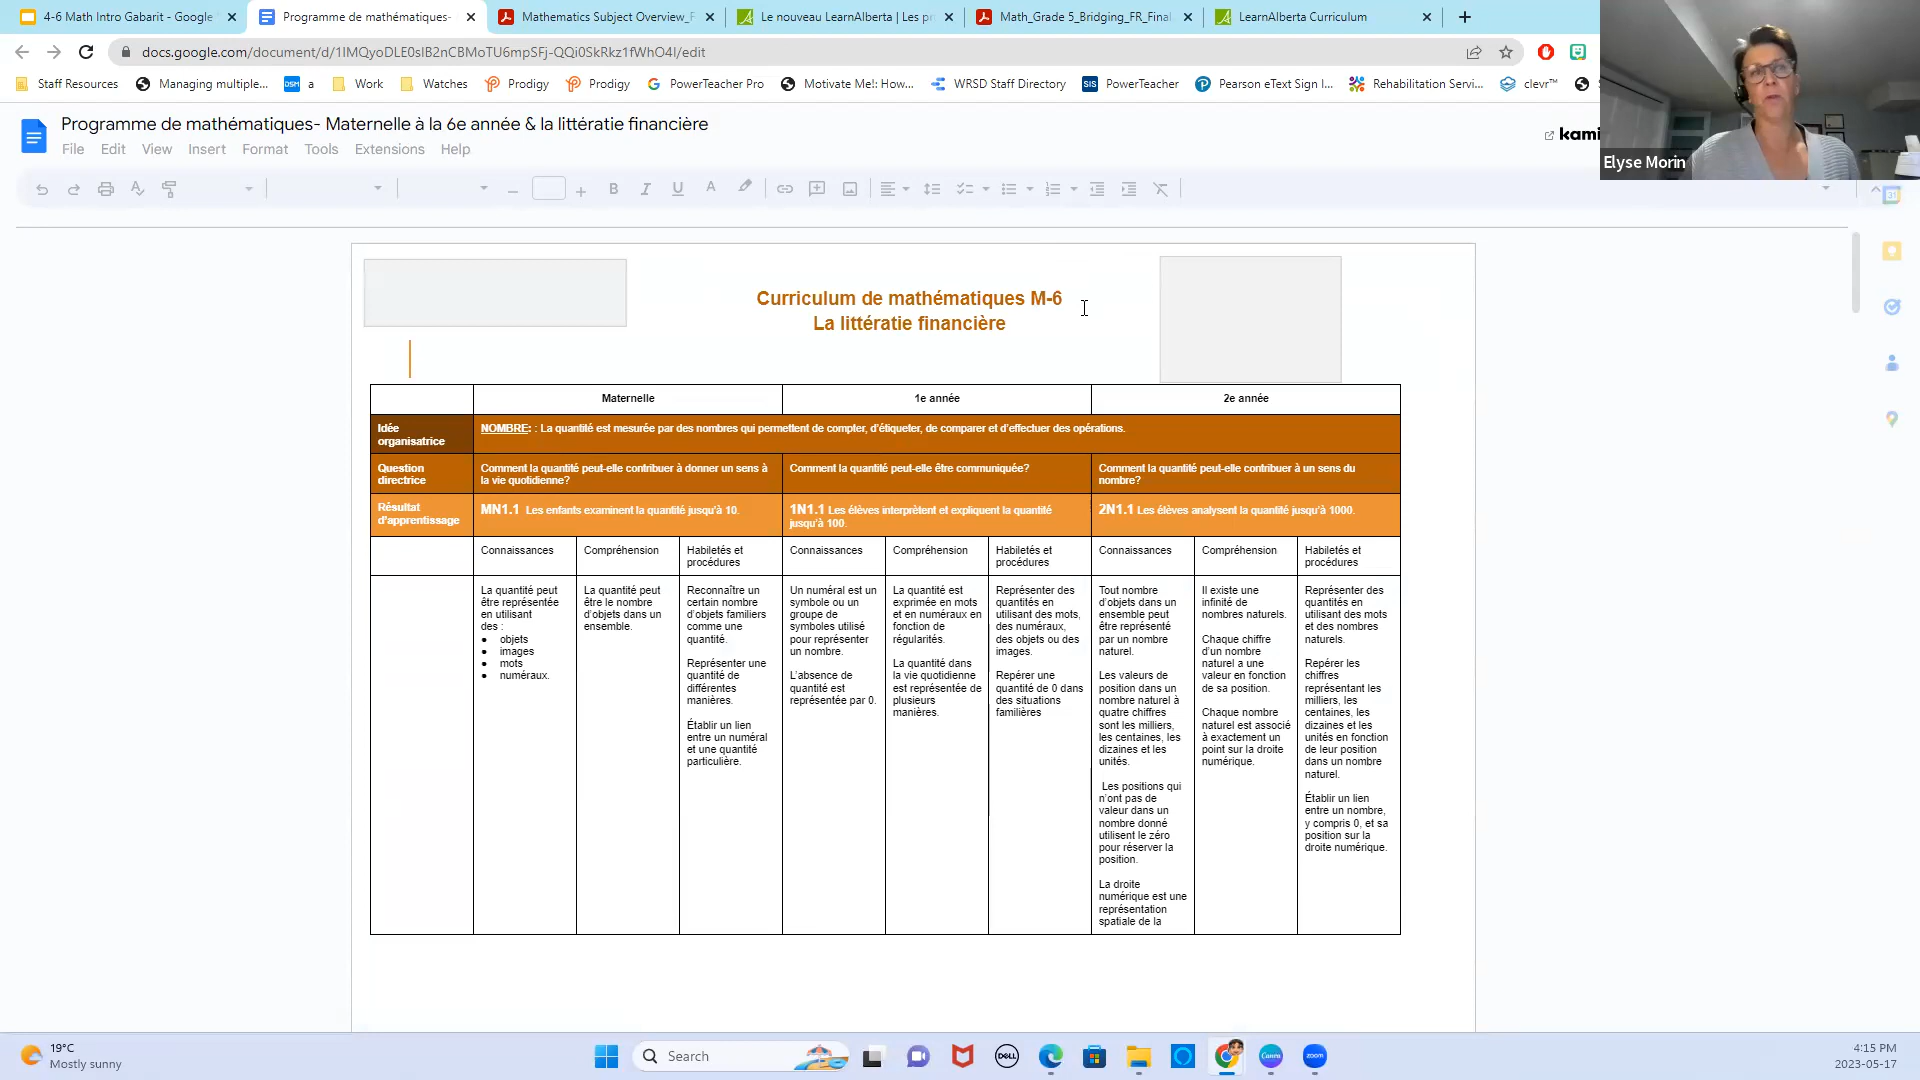 4-6 Math Intro Gabarit - Google
Programme de mathématiques-
Mathematics Subject Overview_F
Le nouveau LearnAlberta | Les pr
Math_Grade 5_Bridging_FR_Final
LearnAlberta Curriculum
docs.google.com/document/d/1IMQyoDLE0slB2nCBMoTU6mpSFj-QQi0SkRkz1fWhO4I/edit
Staff Resources
Managing multiple...
DSM
a
Work
Watches
Prodigy
Prodigy
PowerTeacher Pro
Motivate Me!: How...
WRSD Staff Directory
SIS
PowerTeacher
Pearson eText Sign I...
Rehabilitation Servi...
clevr™
Programme de mathématiques- Maternelle à la 6e année & la littératie financière
kami
File Edit View Insert Format Tools Extensions Help
Elyse Morin
Curriculum de mathématiques M-6
La littératie financière
Maternelle
1e année
2e année
Idée
organisatrice
NOMBRE: : La quantité est mesurée par des nombres qui permettent de compter, d'étiqueter, de comparer et d'effectuer des opérations.
Question
directrice
Comment la quantité peut-elle contribuer à donner un sens à
la vie quotidienne?
Comment la quantité peut-elle être communiquée?
Comment la quantité peut-elle contribuer à un sens du
nombre?
Résultat
d'apprentissage
MN1.1 Les enfants examinent la quantité jusqu'à 10.
1N1.1 Les élèves interprètent et expliquent la quantité
jusqu'à 100.
2N1.1 Les élèves analysent la quantité jusqu'à 1000.
Connaissances
Compréhension
Habiletés et
procédures
Connaissances
Compréhension
Habiletés et
procédures
Connaissances
Compréhension
Habiletés et
procédures
La quantité peut
être représentée
en utilisant
des :
● objets
● images
● mots
● numéraux.
La quantité peut
être le nombre
d'objets dans un
ensemble.
Reconnaître un
certain nombre
d'objets familiers
comme une
quantité.
Représenter une
quantité de
différentes
manières.
Établir un lien
entre un numéral
et une quantité
particulière.
Un numéral est un
symbole ou un
groupe de
symboles utilisé
pour représenter
un nombre.
L'absence de
quantité est
représentée par 0.
La quantité est
exprimée en mots
et en numéraux en
fonction de
régularités.
La quantité dans
la vie quotidienne
est représentée de
plusieurs
manières.
Représenter des
quantités en
utilisant des mots,
des numéraux,
des objets ou des
images.
Repérer une
quantité de 0 dans
des situations
familières
Tout nombre
d'objets dans un
ensemble peut
être représenté
par un nombre
naturel.
Les valeurs de
position dans un
nombre naturel à
quatre chiffres
sont les milliers,
les centaines, les
dizaines et les
unités.
Les positions qui
n'ont pas de
valeur dans un
nombre donné
utilisent le zéro
pour réserver la
position.
La droite
numérique est une
représentation
spatiale de la
Il existe une
infinité de
nombres naturels.
Chaque chiffre
d'un nombre
naturel a une
valeur en fonction
de sa position.
Chaque nombre
naturel est associé
à exactement un
point sur la droite
numérique.
Représenter des
quantités en
utilisant des mots
et des nombres
naturels.
Repérer les
chiffres
représentant les
milliers, les
centaines, les
dizaines et les
unités en fonction
de leur position
dans un nombre
naturel.
Établir un lien
entre un nombre,
y compris 0, et sa
position sur la
droite numérique.
19°C
Mostly sunny
Search
DELL
Canva
zoom
4:15 PM
2023-05-17